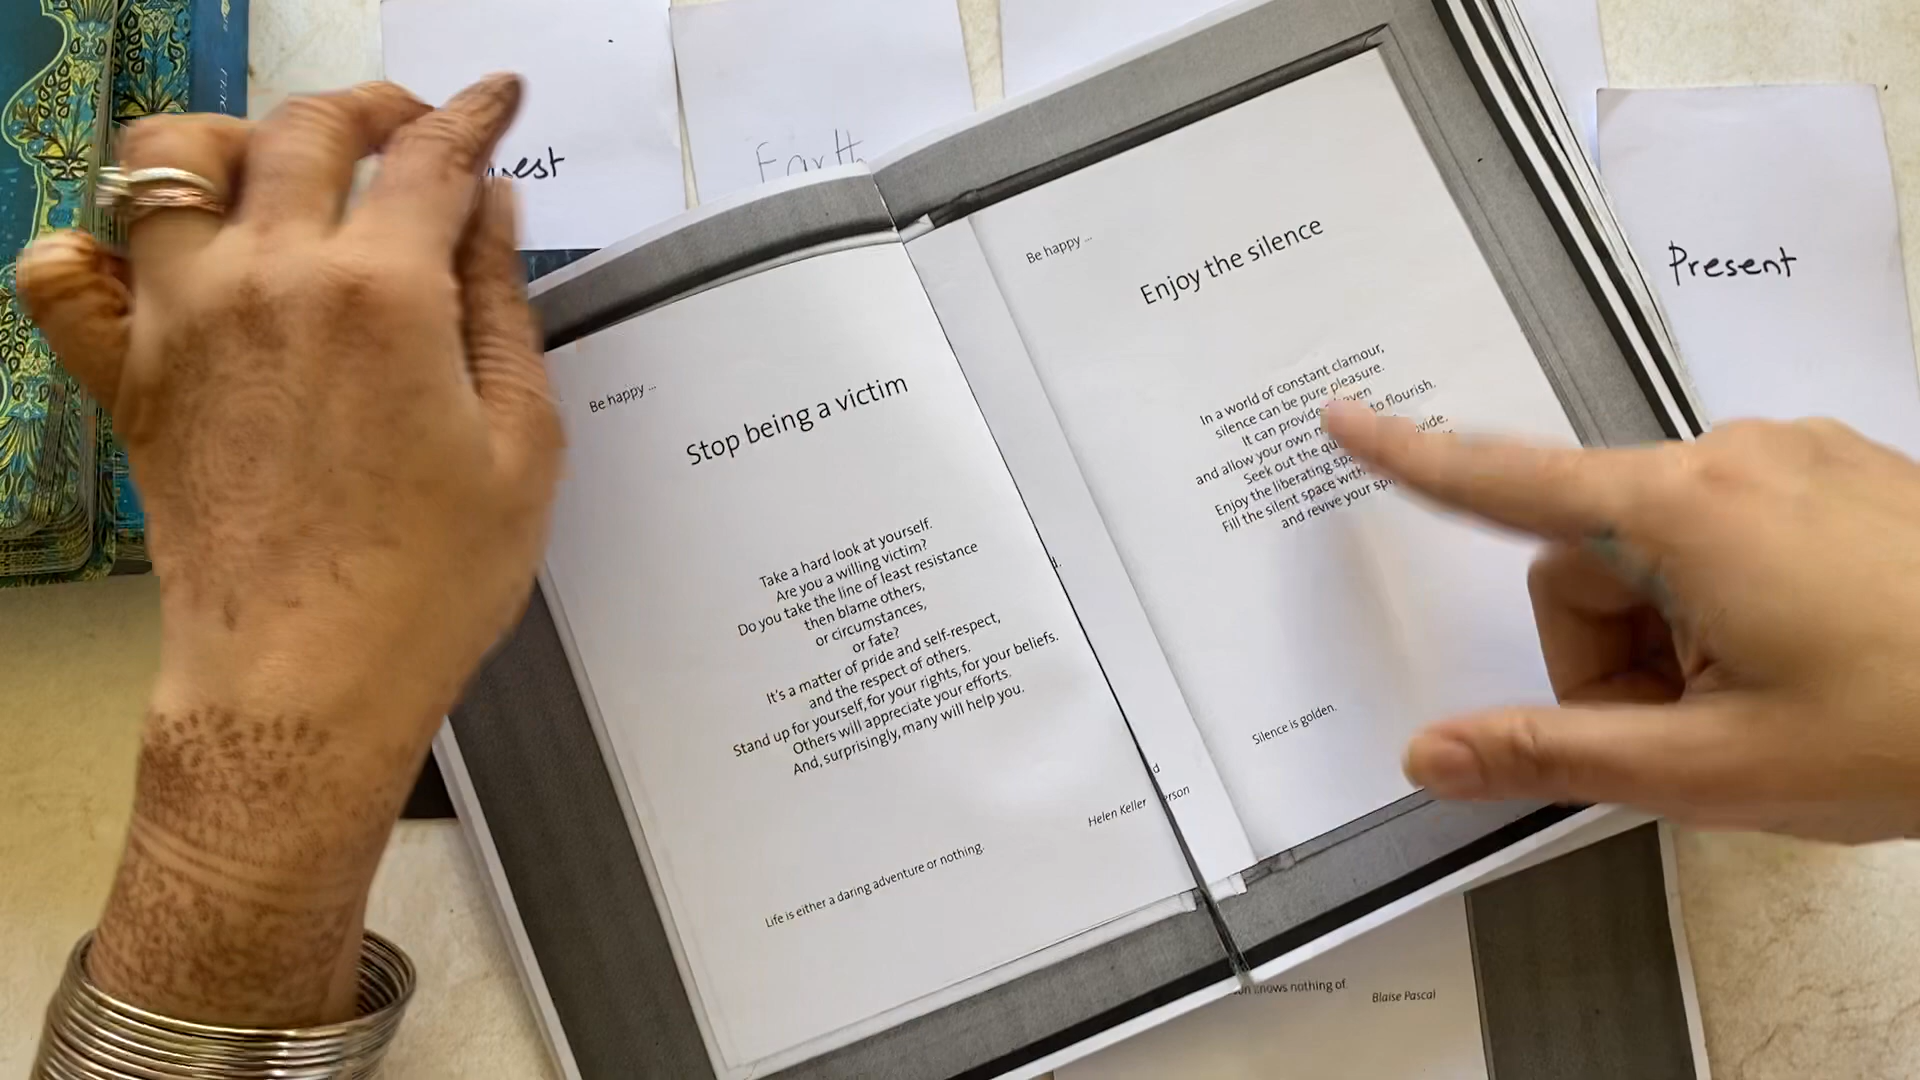 west
Earth
Present
Be happy ...
Stop being a victim
Take a hard look at yourself.
Are you a willing victim?
Do you take the line of least resistance
then blame others,
or circumstances,
or fate?
It's a matter of pride and self-respect,
and the respect of others.
Stand up for yourself, for your rights, for your beliefs.
Others will appreciate your efforts.
And, surprisingly, many will help you.
Helen Keller
Life is either a daring adventure or nothing.
Be happy ...
Enjoy the silence
In a world of constant clamour,
silence can be pure pleasure.
It can provide
and allow your own to flourish.
Seek out the
Enjoy the liberating
Fill the silent space
and revive your
Silence is golden.
knows nothing of.
Blaise Pascal